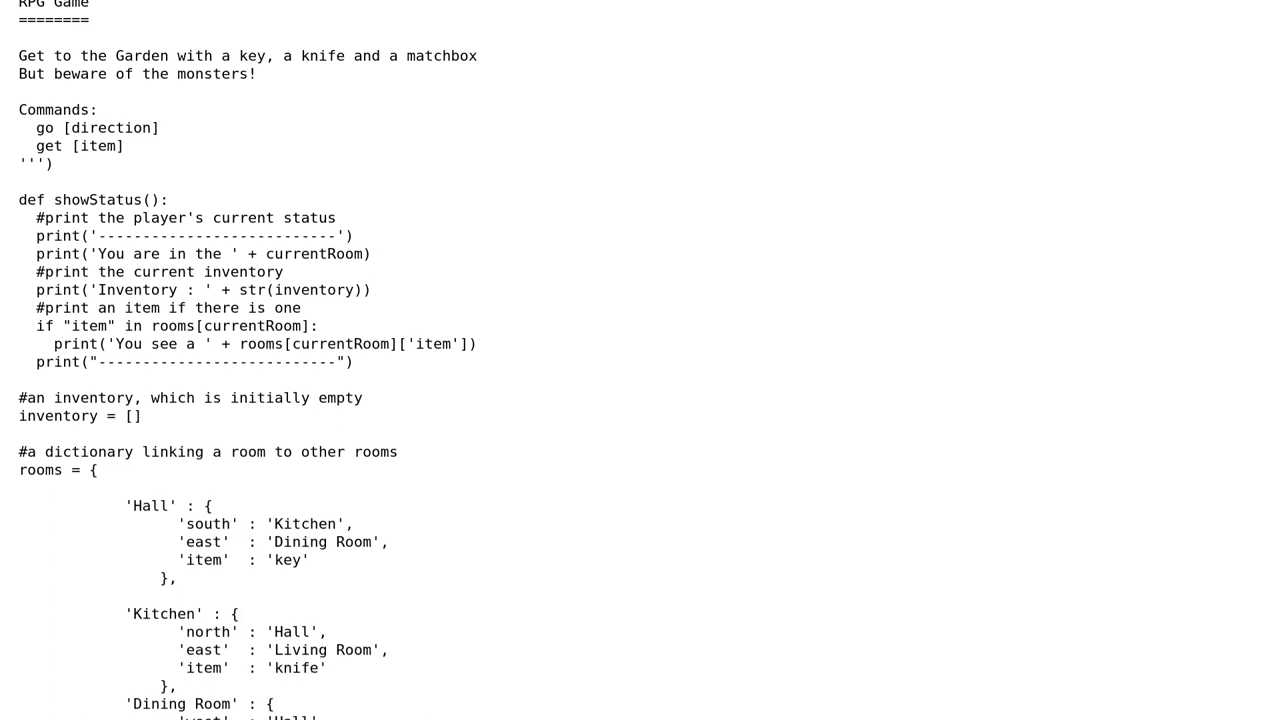 RPG Game
========

Get to the Garden with a key, a knife and a matchbox
But beware of the monsters!

Commands:
  go [direction]
  get [item]
''')

def showStatus():
  #print the player's current status
  print('---------------------------')
  print('You are in the ' + currentRoom)
  #print the current inventory
  print('Inventory : ' + str(inventory))
  #print an item if there is one
  if "item" in rooms[currentRoom]:
    print('You see a ' + rooms[currentRoom]['item'])
  print("---------------------------")

#an inventory, which is initially empty
inventory = []

#a dictionary linking a room to other rooms
rooms = {

            'Hall' : {
                  'south' : 'Kitchen',
                  'east'  : 'Dining Room',
                  'item'  : 'key'
                },

            'Kitchen' : {
                  'north' : 'Hall',
                  'east'  : 'Living Room',
                  'item'  : 'knife'
                },
            'Dining Room' : {
                  'west'  : 'Hall',